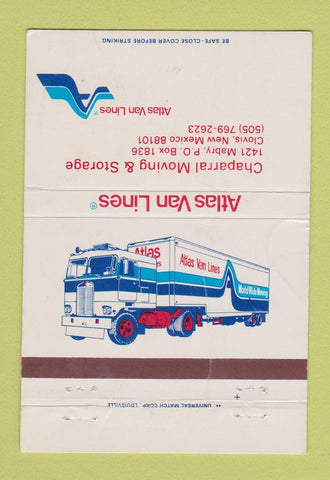 BE SAFE - CLOSE COVER BEFORE STRIKING
Atlas Van Lines®
Chaparral Moving & Storage
1421 Mabry, P.O. Box 1836
Clovis, New Mexico 88101
(505) 769-2623
Atlas Van Lines®
Atlas
Atlas Van Lines
World Wide Moving
UNIVERSAL MATCH CORP., LOUISVILLE